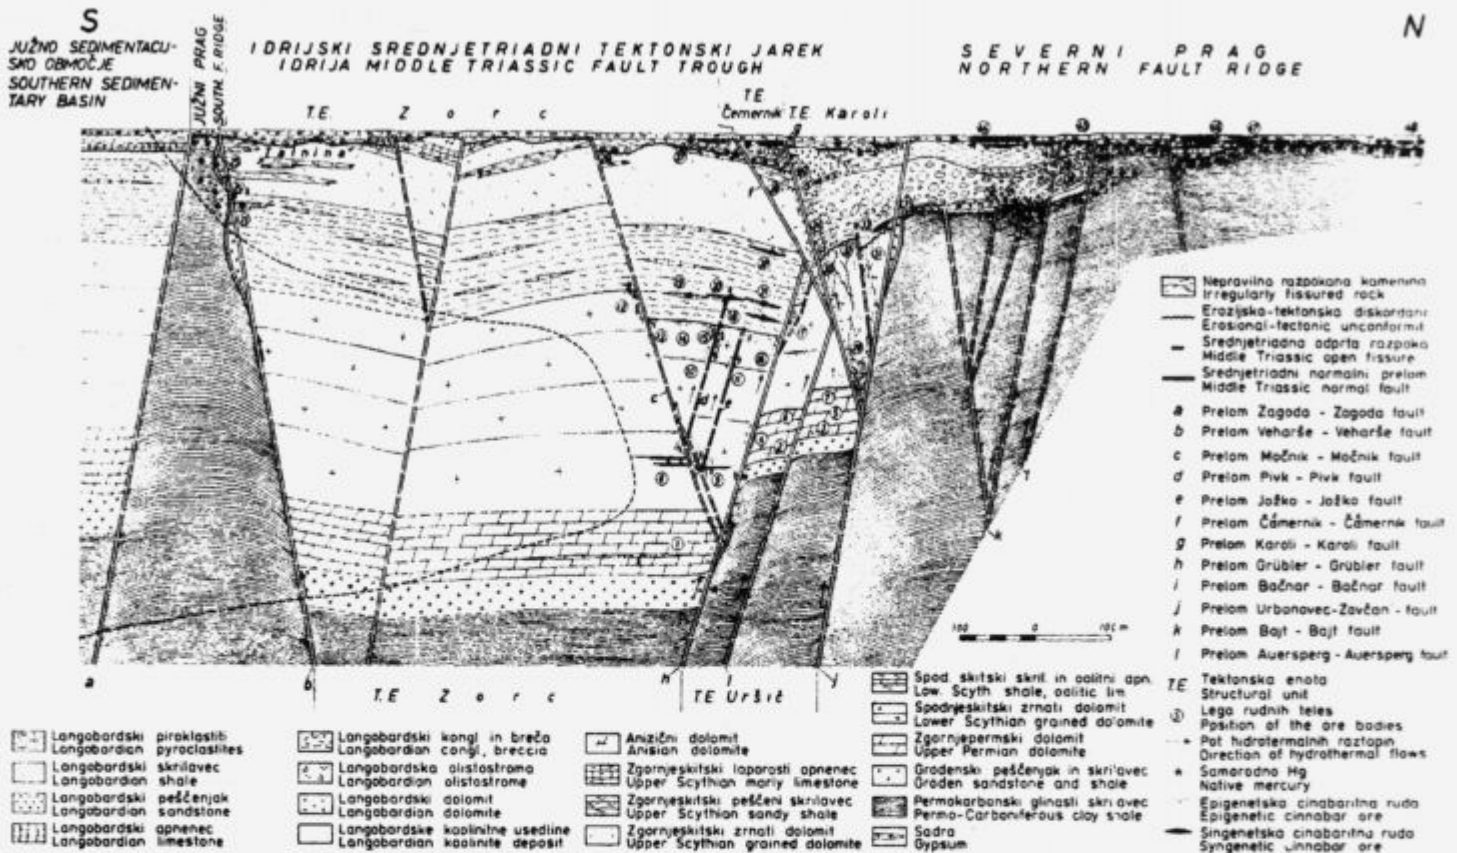 S
N
JUŽNO SEDIMENTACIJ-
SKO OBMOČJE
SOUTHERN SEDIMEN-
TARY BASIN
JUŽNI PRAG
SOUTH. F. RIDGE
IDRIJSKI SREDNJETRIADNI TEKTONSKI JAREK
IDRIJA MIDDLE TRIASSIC FAULT TROUGH
SEVERNI PRAG
NORTHERN FAULT RIDGE
T.E. Zorc
T.E.
Čemernik T.E. Karoli
"Talnina"
c
d
e
f
a
b
h
i
j
k
T.E. Zorc
T.E. Uršič
100 0 100 m
Nepravilno razpokana kamenina
Irregularly fissured rock
Erozijsko-tektonska diskordanc
Erosional-tectonic unconformit
Srednjetriadna odprta razpoka
Middle Triassic open fissure
Srednjetriadni normalni prelom
Middle Triassic normal fault
a Prelom Zagoda - Zagoda fault
b Prelom Veharše - Veharše fault
c Prelom Močnik - Močnik fault
d Prelom Pivk - Pivk fault
e Prelom Joško - Joško fault
f Prelom Čemernik - Čemernik fault
g Prelom Karoli - Karoli fault
h Prelom Grübler - Grübler fault
i Prelom Bačnar - Bačnar fault
j Prelom Urbanovec-Zovčan - fault
k Prelom Bajt - Bajt fault
l Prelom Auersperg - Auersperg fault
T.E. Tektonska enota
Structural unit
Lega rudnih teles
Position of the ore bodies
Pot hidrotermalnih raztopin
Direction of hydrothermal flows
Samorodno Hg
Native mercury
Epigenetska cinabaritna ruda
Epigenetic cinnabar ore
Singenetska cinabaritna ruda
Syngenetic cinnabar ore
Langobardski piroklastiti
Langobardian pyroclastites
Langobardski skrilavec
Langobardian shale
Langobardski peščenjak
Langobardian sandstone
Langobardski apnenec
Langobardian limestone
Langobardski kongl in breča
Langobardian congl, breccia
Langobardska olistostroma
Langobardian olistostrome
Langobardski dolomit
Langobardian dolomite
Langobardske kaolinitne usedline
Langobardian kaolinite deposit
Anizični dolomit
Anisian dolomite
Zgornjeskitski laporasti apnenec
Upper Scythian marly limestone
Zgornjeskitski peščeni skrilavec
Upper Scythian sandy shale
Zgornjeskitski zrnati dolomit
Upper Scythian grained dolomite
Spod. skitski skril. in oolitni apn.
Low. Scyth shale, oolitic lim.
Spodnjeskitski zrnati dolomit
Lower Scythian grained dolomite
Zgornjepermski dolomit
Upper Permian dolomite
Grodenski peščenjak in skrilavec
Groden sandstone and shale
Permokarbonski glinasti skrilavec
Permo-Carboniferous clay shale
Sadra
Gypsum